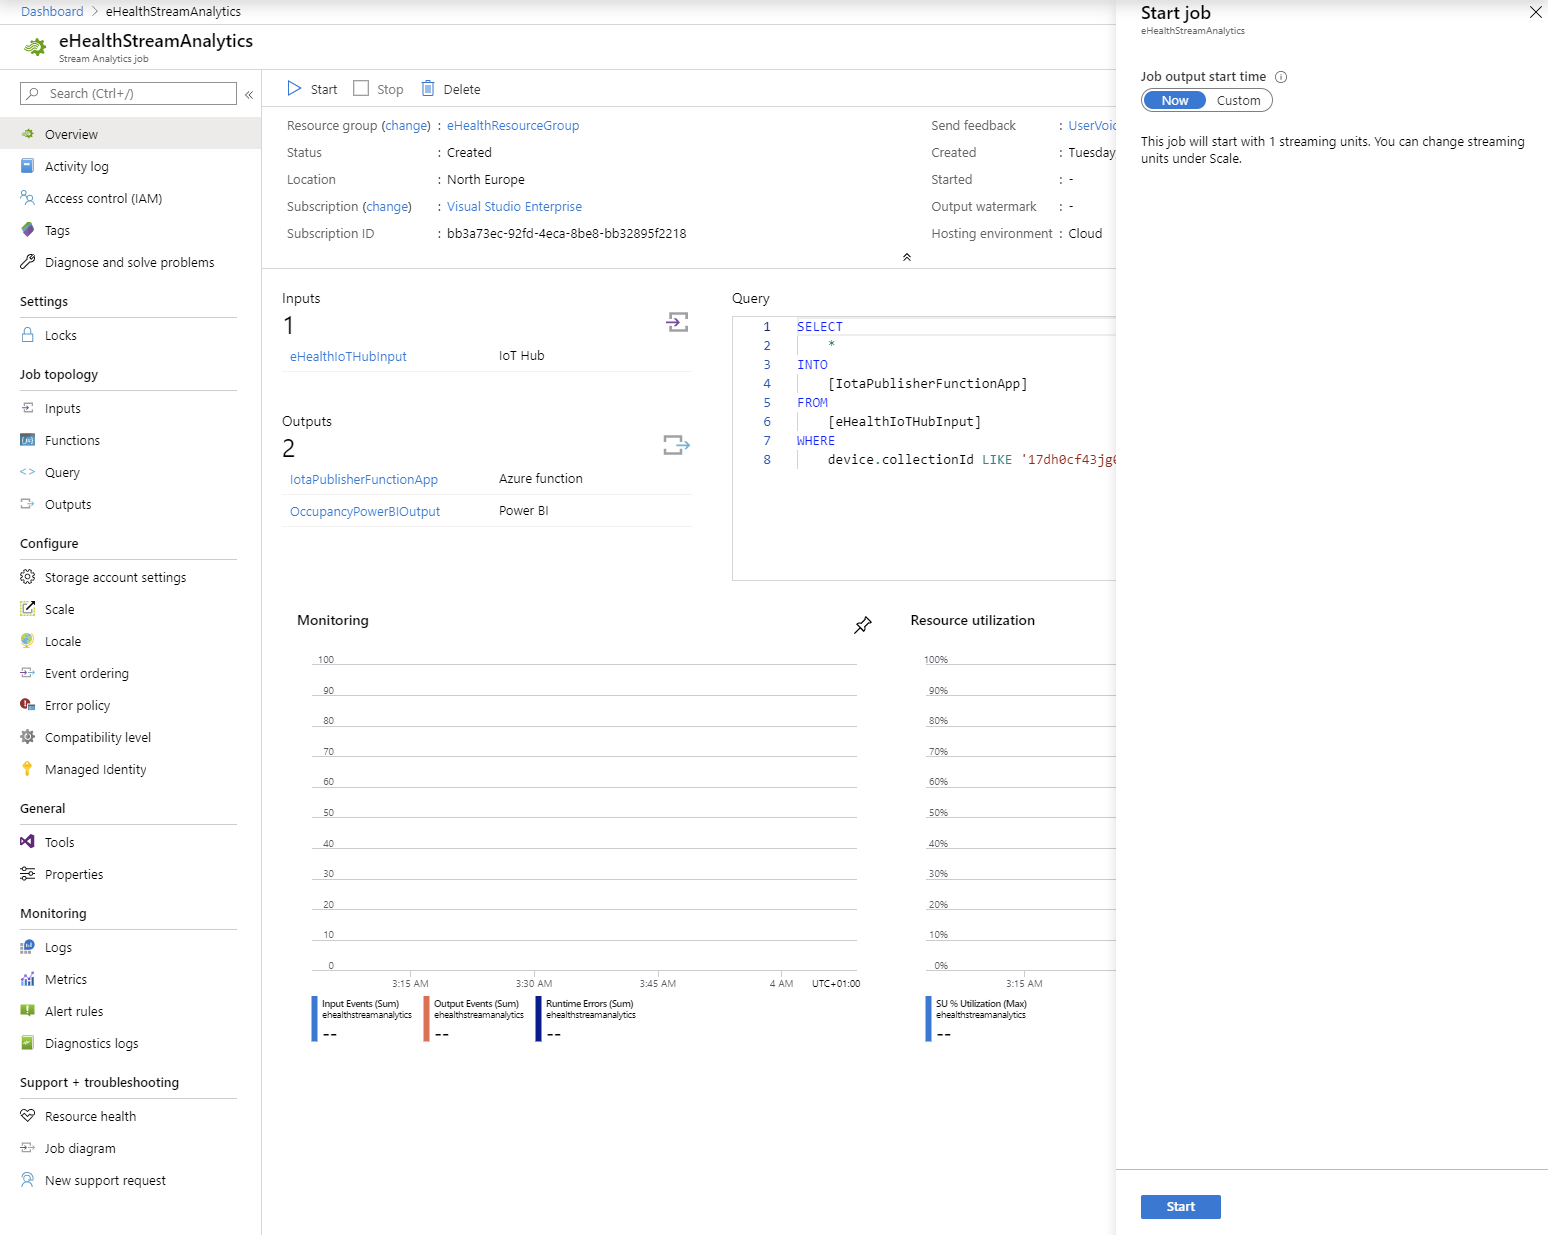 Dashboard > eHealthStreamAnalytics
eHealthStreamAnalytics
Stream Analytics job
Search (Ctrl+/)
«
Overview
Activity log
Access control (IAM)
Tags
Diagnose and solve problems
Settings
Locks
Job topology
Inputs
Functions
Query
Outputs
Configure
Storage account settings
Scale
Locale
Event ordering
Error policy
Compatibility level
Managed Identity
General
Tools
Properties
Monitoring
Logs
Metrics
Alert rules
Diagnostics logs
Support + troubleshooting
Resource health
Job diagram
New support request
Start Stop Delete
Resource group (change) : eHealthResourceGroup
Status : Created
Location : North Europe
Subscription (change) : Visual Studio Enterprise
Subscription ID : bb3a73ec-92fd-4eca-8be8-bb32895f2218
Send feedback : UserVoic
Created : Tuesday
Started : -
Output watermark : -
Hosting environment : Cloud
Inputs
1
eHealthIoTHubInput IoT Hub
Outputs
2
IotaPublisherFunctionApp Azure function
OccupancyPowerBIOutput Power BI
Query
1 SELECT
2 *
3 INTO
4 [IotaPublisherFunctionApp]
5 FROM
6 [eHealthIoTHubInput]
7 WHERE
8 device.collectionId LIKE '17dh0cf43jg
Monitoring
100
90
80
70
60
50
40
30
20
10
0
3:15 AM 3:30 AM 3:45 AM 4 AM UTC+01:00
Input Events (Sum)
ehealthstreamanalytics
--
Output Events (Sum)
ehealthstreamanalytics
--
Runtime Errors (Sum)
ehealthstreamanalytics
--
Resource utilization
100%
90%
80%
70%
60%
50%
40%
30%
20%
10%
0%
3:15 AM
SU % Utilization (Max)
ehealthstreamanalytics
--
Start job
eHealthStreamAnalytics
Job output start time
Now Custom
This job will start with 1 streaming units. You can change streaming
units under Scale.
Start